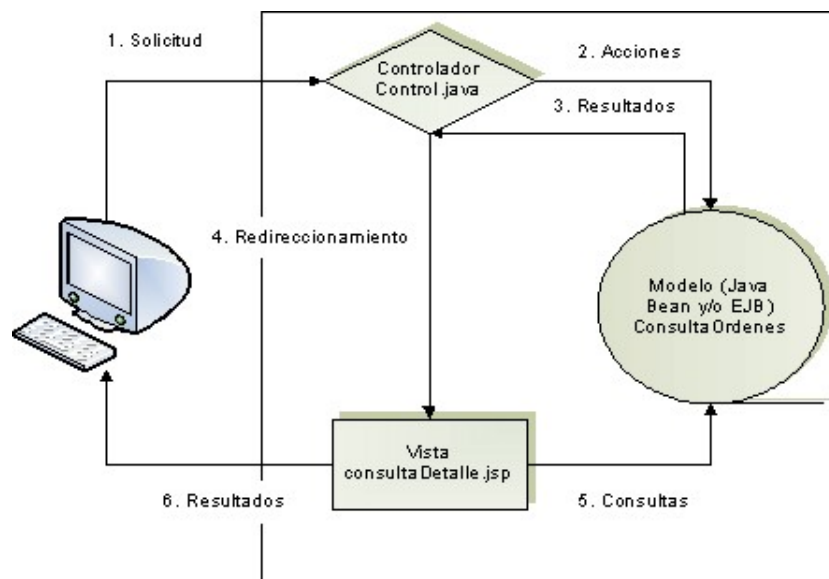 1. Solicitud
Controlador
Control.java
2. Acciones
3. Resultados
4. Redireccionamiento
Modelo (Java
Bean y/o EJB)
ConsultaOrdenes
Vista
consultaDetalle.jsp
5. Consultas
6. Resultados